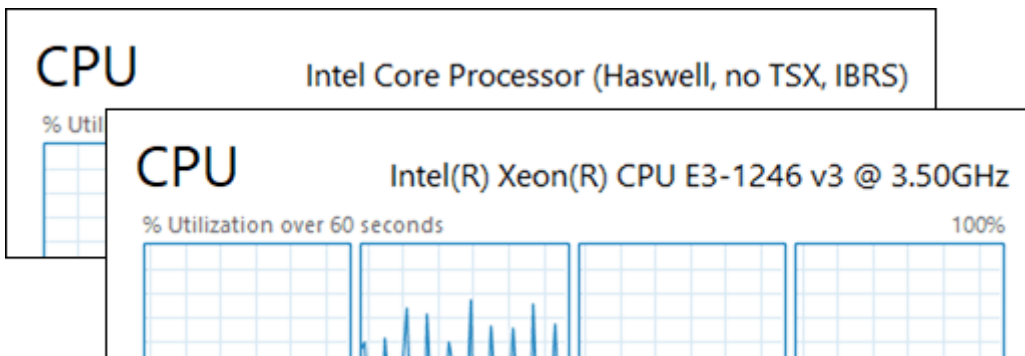 CPU
Intel Core Processor (Haswell, no TSX, IBRS)
% Util
CPU
Intel(R) Xeon(R) CPU E3-1246 v3 @ 3.50GHz
% Utilization over 60 seconds
100%